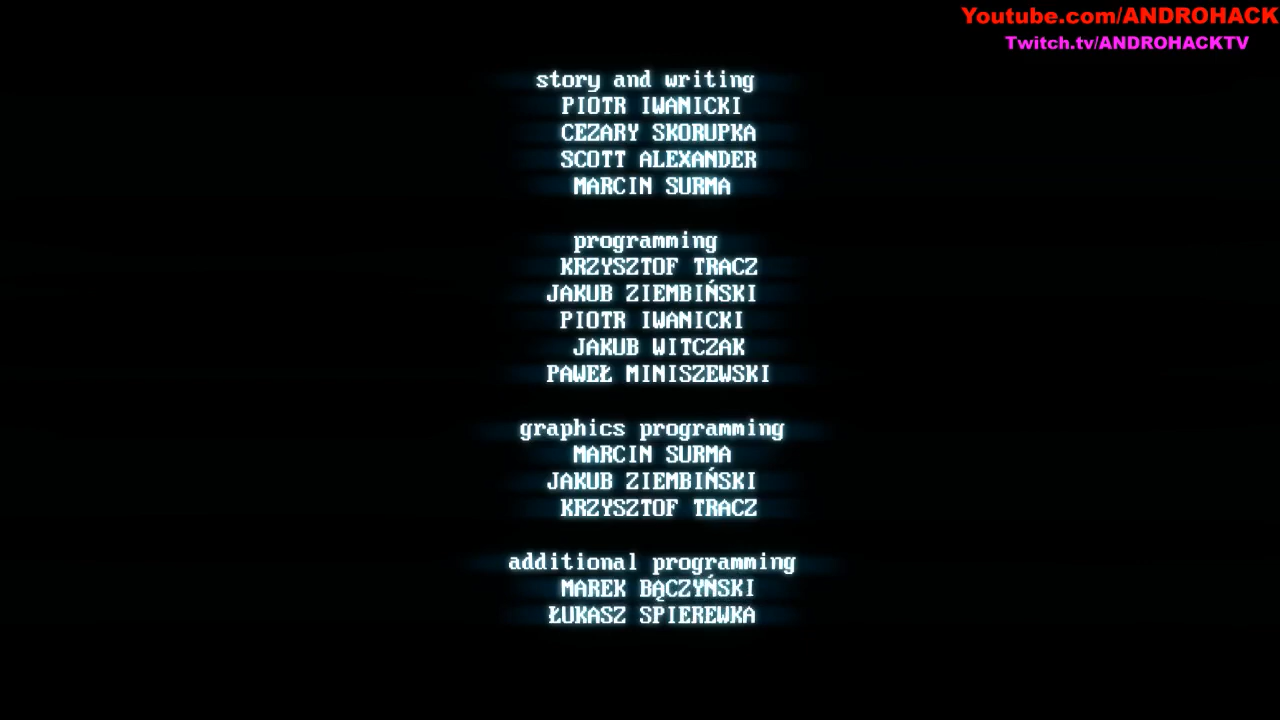 Youtube.com/ANDROHACK
Twitch.tv/ANDROHACKTV
story and writing
PIOTR IWANICKI
CEZARY SKORUPKA
SCOTT ALEXANDER
MARCIN SURMA
programming
KRZYSZTOF TRACZ
JAKUB ZIEMBIŃSKI
PIOTR IWANICKI
JAKUB WITCZAK
PAWEŁ MINISZEWSKI
graphics programming
MARCIN SURMA
JAKUB ZIEMBIŃSKI
KRZYSZTOF TRACZ
additional programming
MAREK BĄCZYŃSKI
ŁUKASZ SPIEREWKA